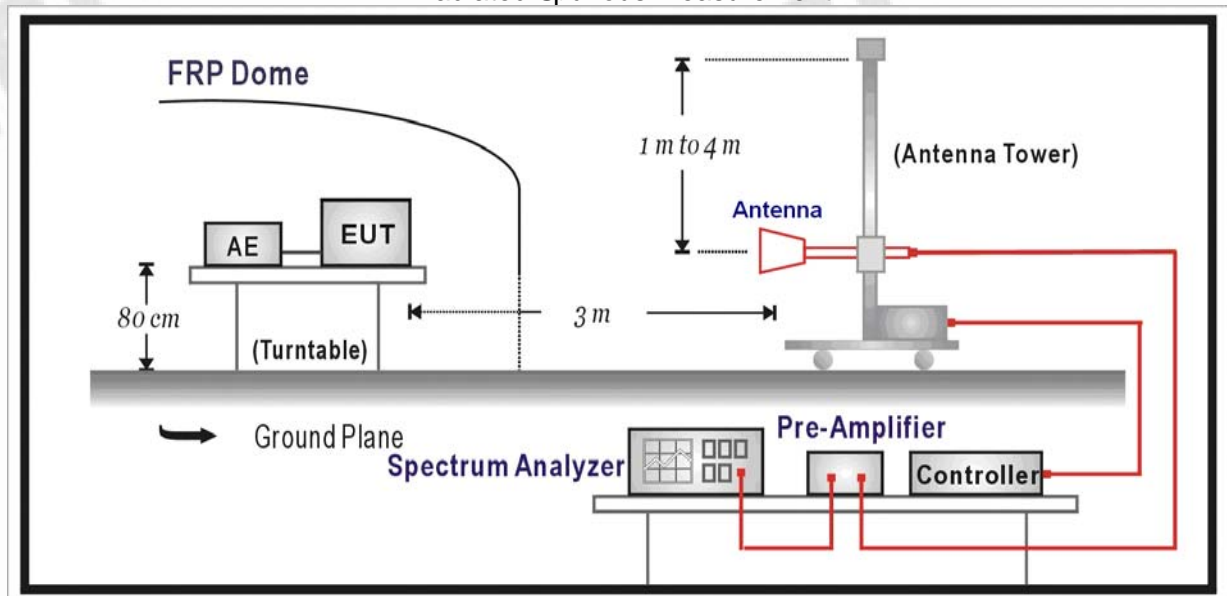 FRP Dome
1 m to 4 m
(Antenna Tower)
Antenna
AE
EUT
80 cm
3 m
(Turntable)
Ground Plane
Pre-Amplifier
Spectrum Analyzer
Controller